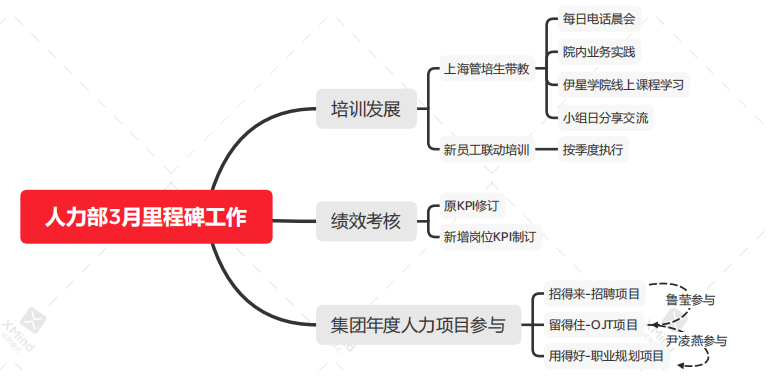 人力部3月里程碑工作
培训发展
上海管培生带教
每日电话晨会
院内业务实践
伊星学院线上课程学习
小组日分享交流
新员工联动培训
按季度执行
绩效考核
原KPI修订
新增岗位KPI制订
集团年度人力项目参与
招得来-招聘项目
鲁莹参与
留得住-OJT项目
尹凌燕参与
用得好-职业规划项目
XMind
XMind
XMind